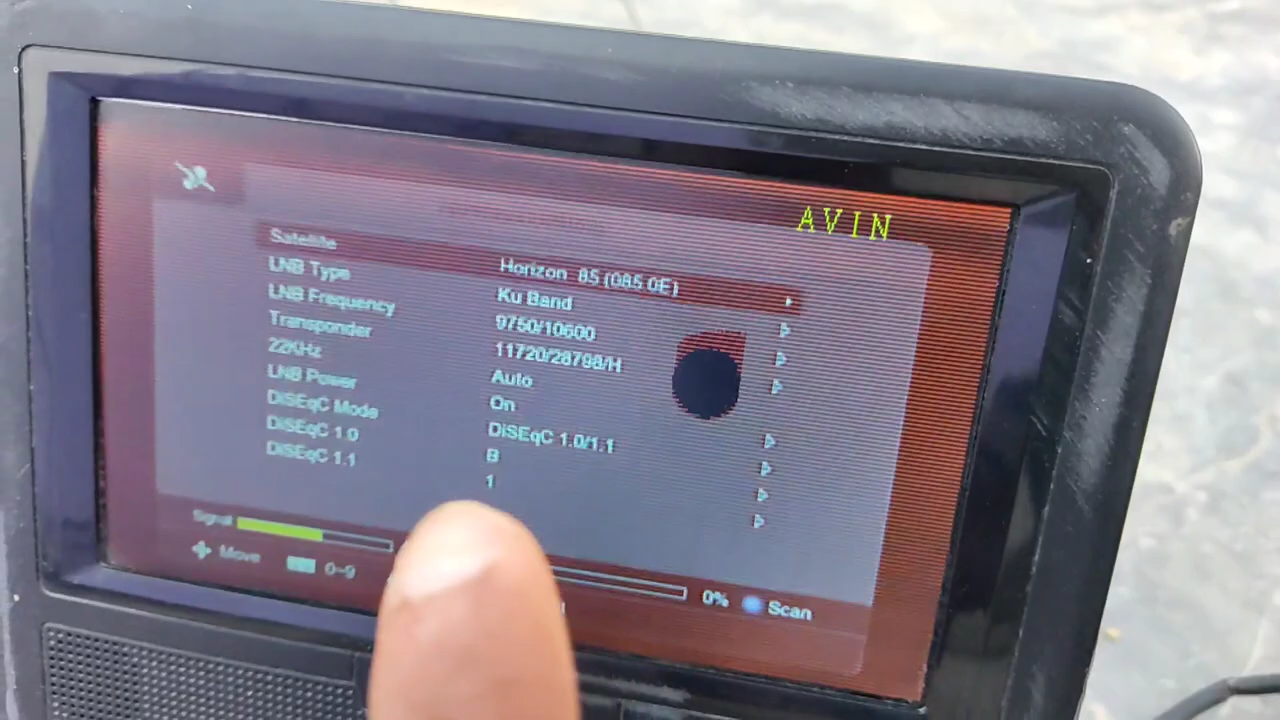 AVIN
Satellite Horizon 85 (085.0E)
LNB Type Ku Band
LNB Frequency 9750/10600
Transponder 11720/28798/H
22KHz Auto
LNB Power On
DiSEqC Mode DiSEqC 1.0/1.1
DiSEqC 1.0 B
DiSEqC 1.1 1
Signal 0%
Move 0~9 Scan